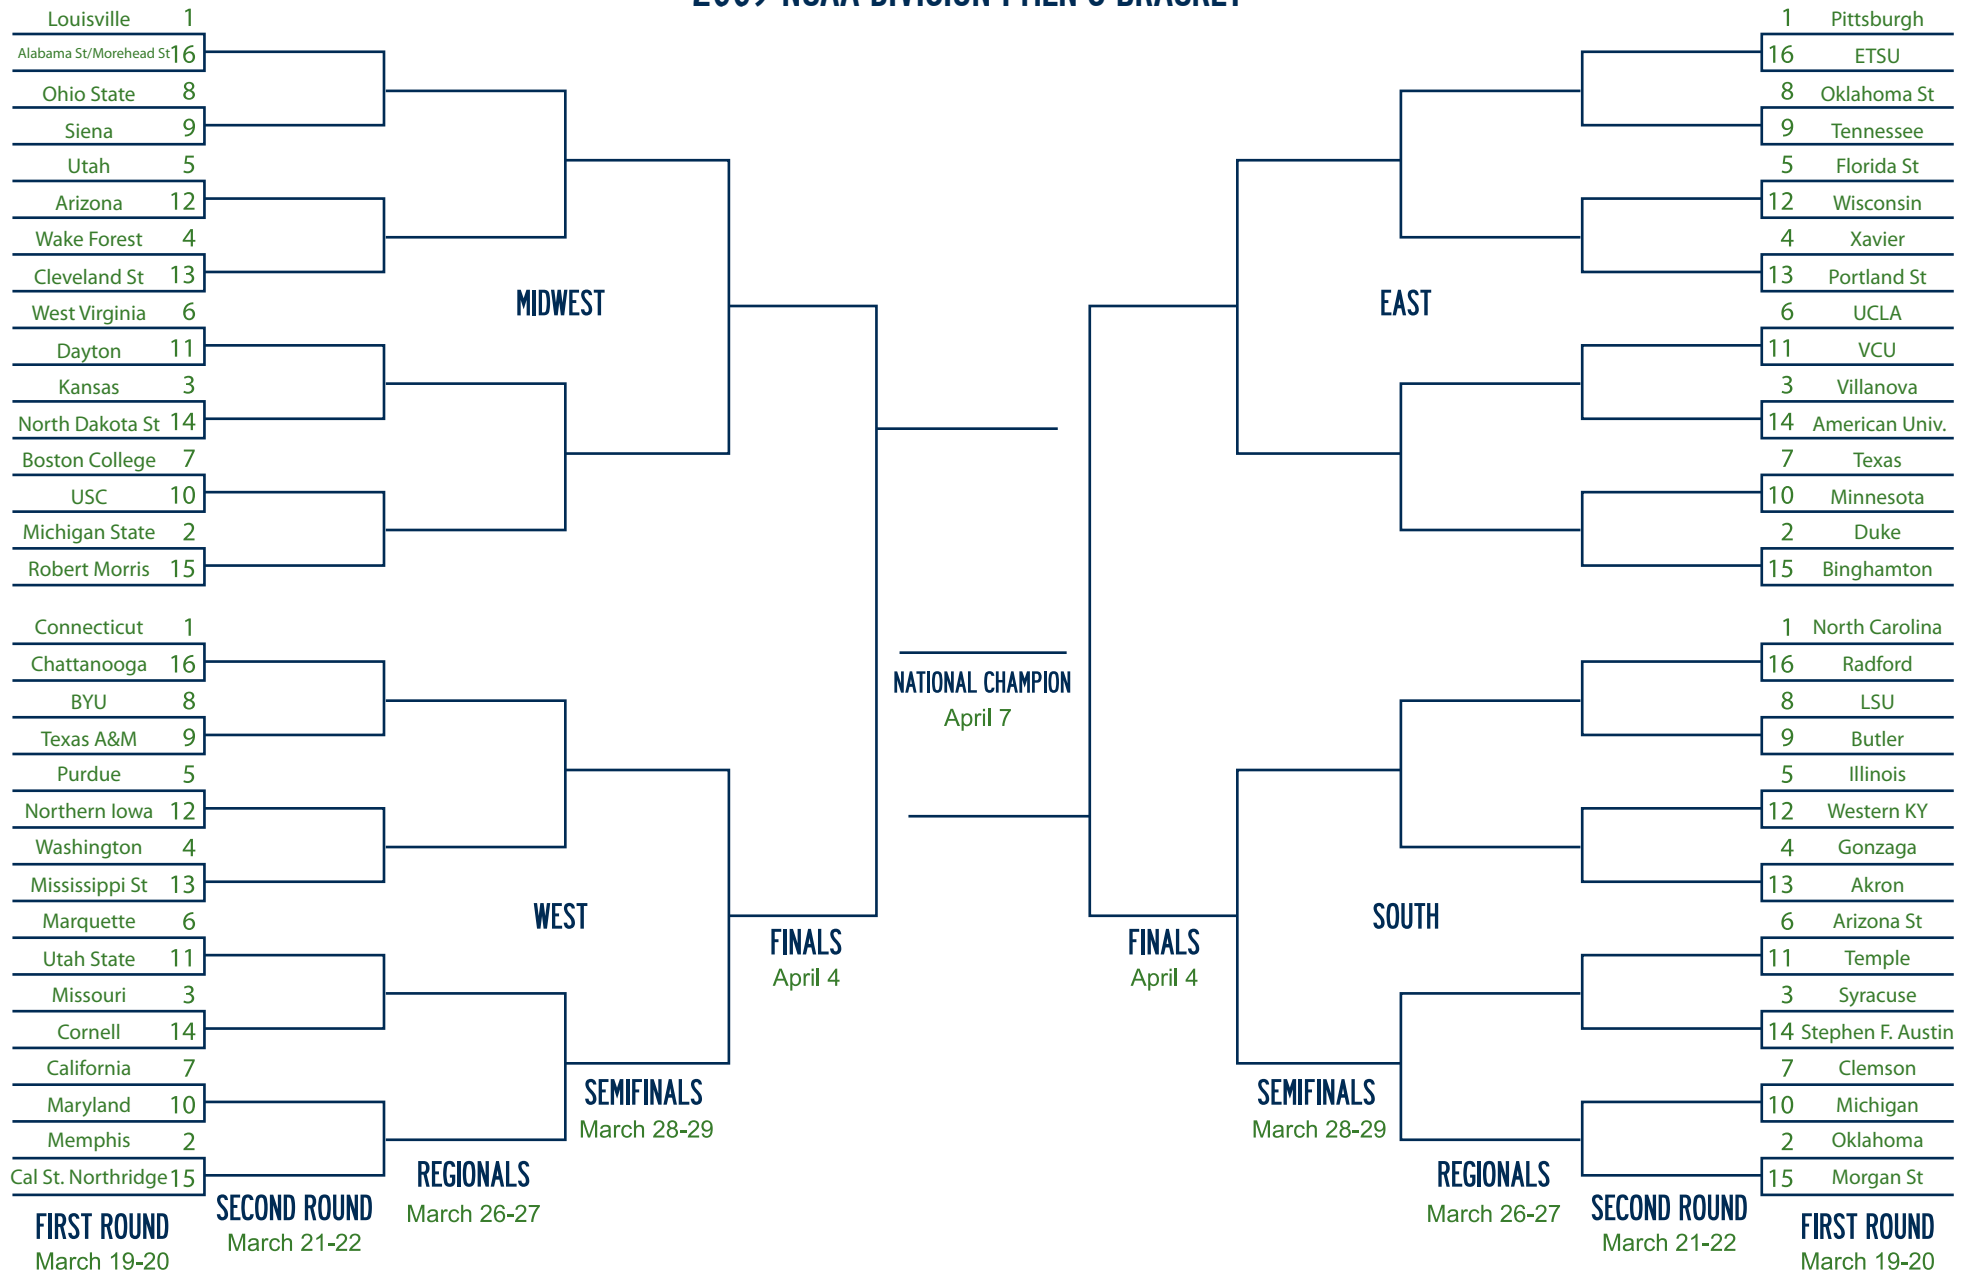 2009 NCAA DIVISION I MEN'S BRACKET
Louisville 1
Alabama St/Morehead St 16
Ohio State 8
Siena 9
Utah 5
Arizona 12
Wake Forest 4
Cleveland St 13
West Virginia 6
Dayton 11
Kansas 3
North Dakota St 14
Boston College 7
USC 10
Michigan State 2
Robert Morris 15
MIDWEST
Connecticut 1
Chattanooga 16
BYU 8
Texas A&M 9
Purdue 5
Northern Iowa 12
Washington 4
Mississippi St 13
Marquette 6
Utah State 11
Missouri 3
Cornell 14
California 7
Maryland 10
Memphis 2
Cal St. Northridge 15
WEST
FIRST ROUND
March 19-20
SECOND ROUND
March 21-22
REGIONALS
March 26-27
SEMIFINALS
March 28-29
FINALS
April 4
NATIONAL CHAMPION
April 7
1 Pittsburgh
16 ETSU
8 Oklahoma St
9 Tennessee
5 Florida St
12 Wisconsin
4 Xavier
13 Portland St
6 UCLA
11 VCU
3 Villanova
14 American Univ.
7 Texas
10 Minnesota
2 Duke
15 Binghamton
EAST
1 North Carolina
16 Radford
8 LSU
9 Butler
5 Illinois
12 Western KY
4 Gonzaga
13 Akron
6 Arizona St
11 Temple
3 Syracuse
14 Stephen F. Austin
7 Clemson
10 Michigan
2 Oklahoma
15 Morgan St
SOUTH
FINALS
April 4
SEMIFINALS
March 28-29
REGIONALS
March 26-27
SECOND ROUND
March 21-22
FIRST ROUND
March 19-20